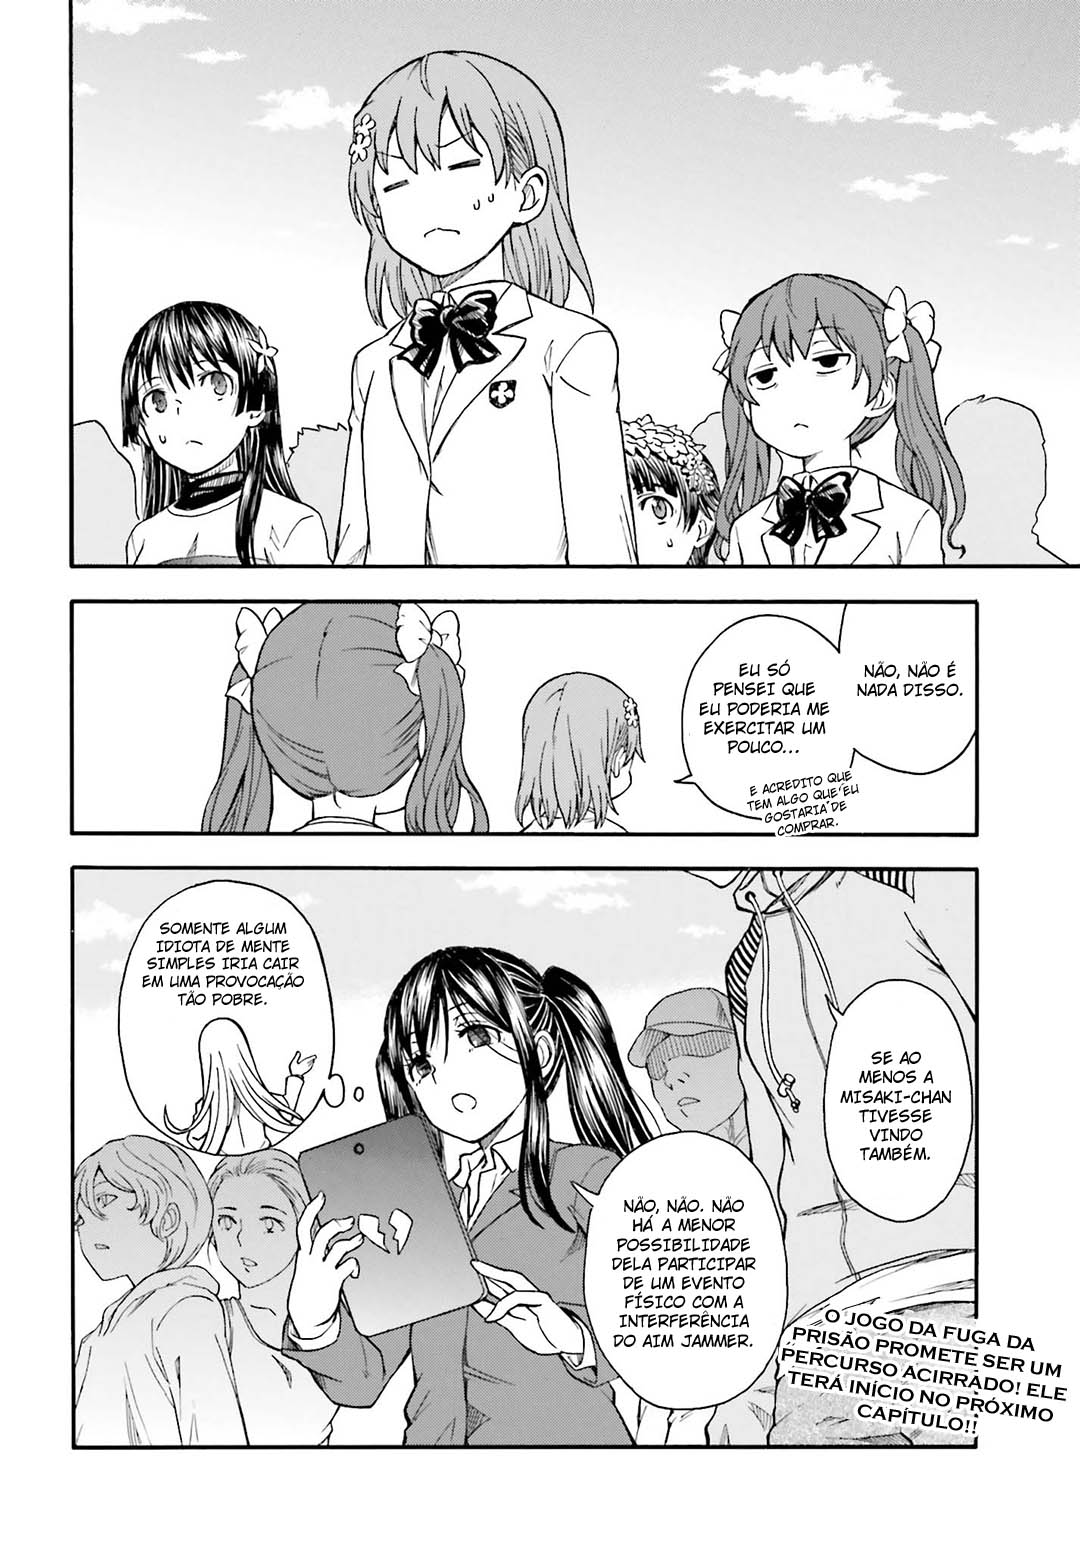 NÃO, NÃO É
NADA DISSO.
EU SÓ
PENSEI QUE
EU PODERIA ME
EXERCITAR UM
POUCO...
E ACREDITO QUE
TEM ALGO QUE EU
GOSTARIA DE
COMPRAR.
SE AO
MENOS A
MISAKI-CHAN
TIVESSE
VINDO
TAMBÉM.
NÃO, NÃO. NÃO
HÁ A MENOR
POSSIBILIDADE
DELA PARTICIPAR
DE UM EVENTO
FÍSICO COM A
INTERFERÊNCIA
DO AIM JAMMER.
SOMENTE ALGUM
IDIOTA DE MENTE
SIMPLES IRIA CAIR
EM UMA PROVOCAÇÃO
TÃO POBRE.
O JOGO DA FUGA DA
PRISÃO PROMETE SER UM
PERCURSO ACIRRADO! ELE
TERÁ INÍCIO NO PRÓXIMO
CAPÍTULO!!